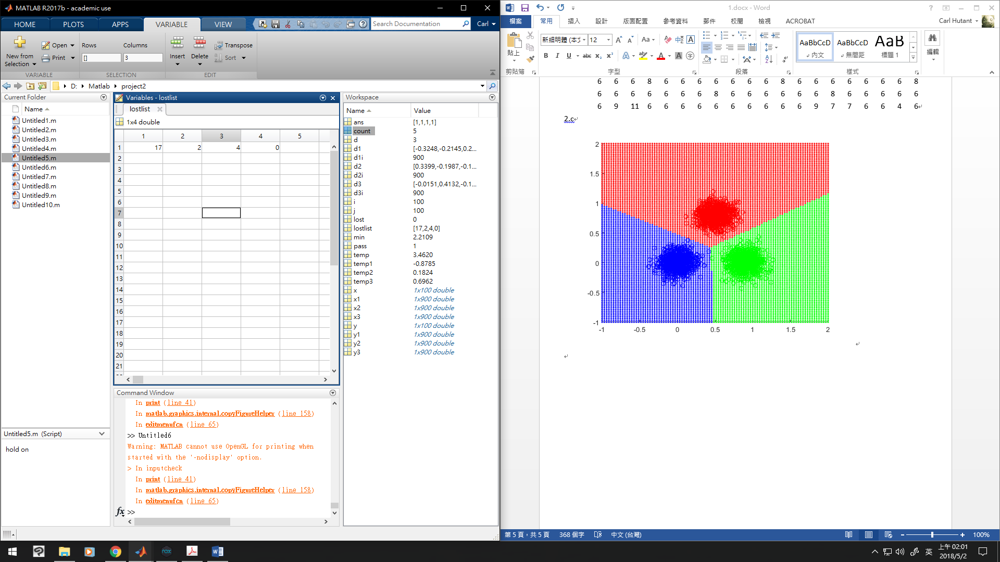 MATLAB R2017b - academic use
HOME PLOTS APPS VARIABLE VIEW
Search Documentation
Carl
New from Selection
Open
Print
Rows Columns
[] 3
Insert Delete
Transpose
Sort
VARIABLE SELECTION EDIT
D: Matlab project2
Current Folder
Name
Untitled1.m
Untitled2.m
Untitled3.m
Untitled4.m
Untitled5.m
Untitled6.m
Untitled7.m
Untitled8.m
Untitled9.m
Untitled10.m
Untitled5.m (Script)
hold on
Variables - lostlist
lostlist
1x4 double
1 2 3 4 5
1 17 2 4 0
2
3
4
5
6
7
8
9
10
11
12
13
14
15
16
17
18
19
20
21
Command Window
In print (line 41)
In matlab.graphics.internal.copyFigureHelper (line 158)
In editmenufcn (line 65)
>> Untitled6
Warning: MATLAB cannot use OpenGL for printing when
started with the '-nodisplay' option.
> In inputcheck
In print (line 41)
In matlab.graphics.internal.copyFigureHelper (line 158)
In editmenufcn (line 65)
fx >>
Workspace
Name Value
ans [1,1,1,1]
count 5
d 3
d1 [-0.3248,-0.2145,0.2...
d1i 900
d2 [0.3399,-0.1987,-0.1...
d2i 900
d3 [-0.0151,0.4132,-0.1...
d3i 900
i 100
j 100
lost 0
lostlist [17,2,4,0]
min 2.2109
pass 1
temp 3.4620
temp1 -0.8785
temp2 0.1824
temp3 0.6962
x 1x100 double
x1 1x900 double
x2 1x900 double
x3 1x900 double
y 1x100 double
y1 1x900 double
y2 1x900 double
y3 1x900 double
1.docx - Word
檔案 常用 插入 設計 版面配置 參考資料 郵件 校閱 檢視 ACROBAT
Carl Hutant
貼上
新細明體 (本文 12
B I U abc x₂ x²
剪貼簿 字型 段落 樣式
AaBbCcD AaBbCcD AaB
內文 無間距 標題 1
編輯
6 6 6 8 6 6 6 6 6 6 6 8 6 6 6 6 6 6 6 8
6 6 6 6 6 6 6 8 6 6 6 6 6 6 8 6 6 6 6 6
6 9 11 6 6 6 6 6 6 6 6 6 6 9 7 7 6 6 4 6
2.c
2
1.5
1
0.5
0
-0.5
-1
-1 -0.5 0 0.5 1 1.5 2
第 5 頁，共 5 頁 368 個字 中文 (台灣)
100%
英
上午 02:01
2018/5/2